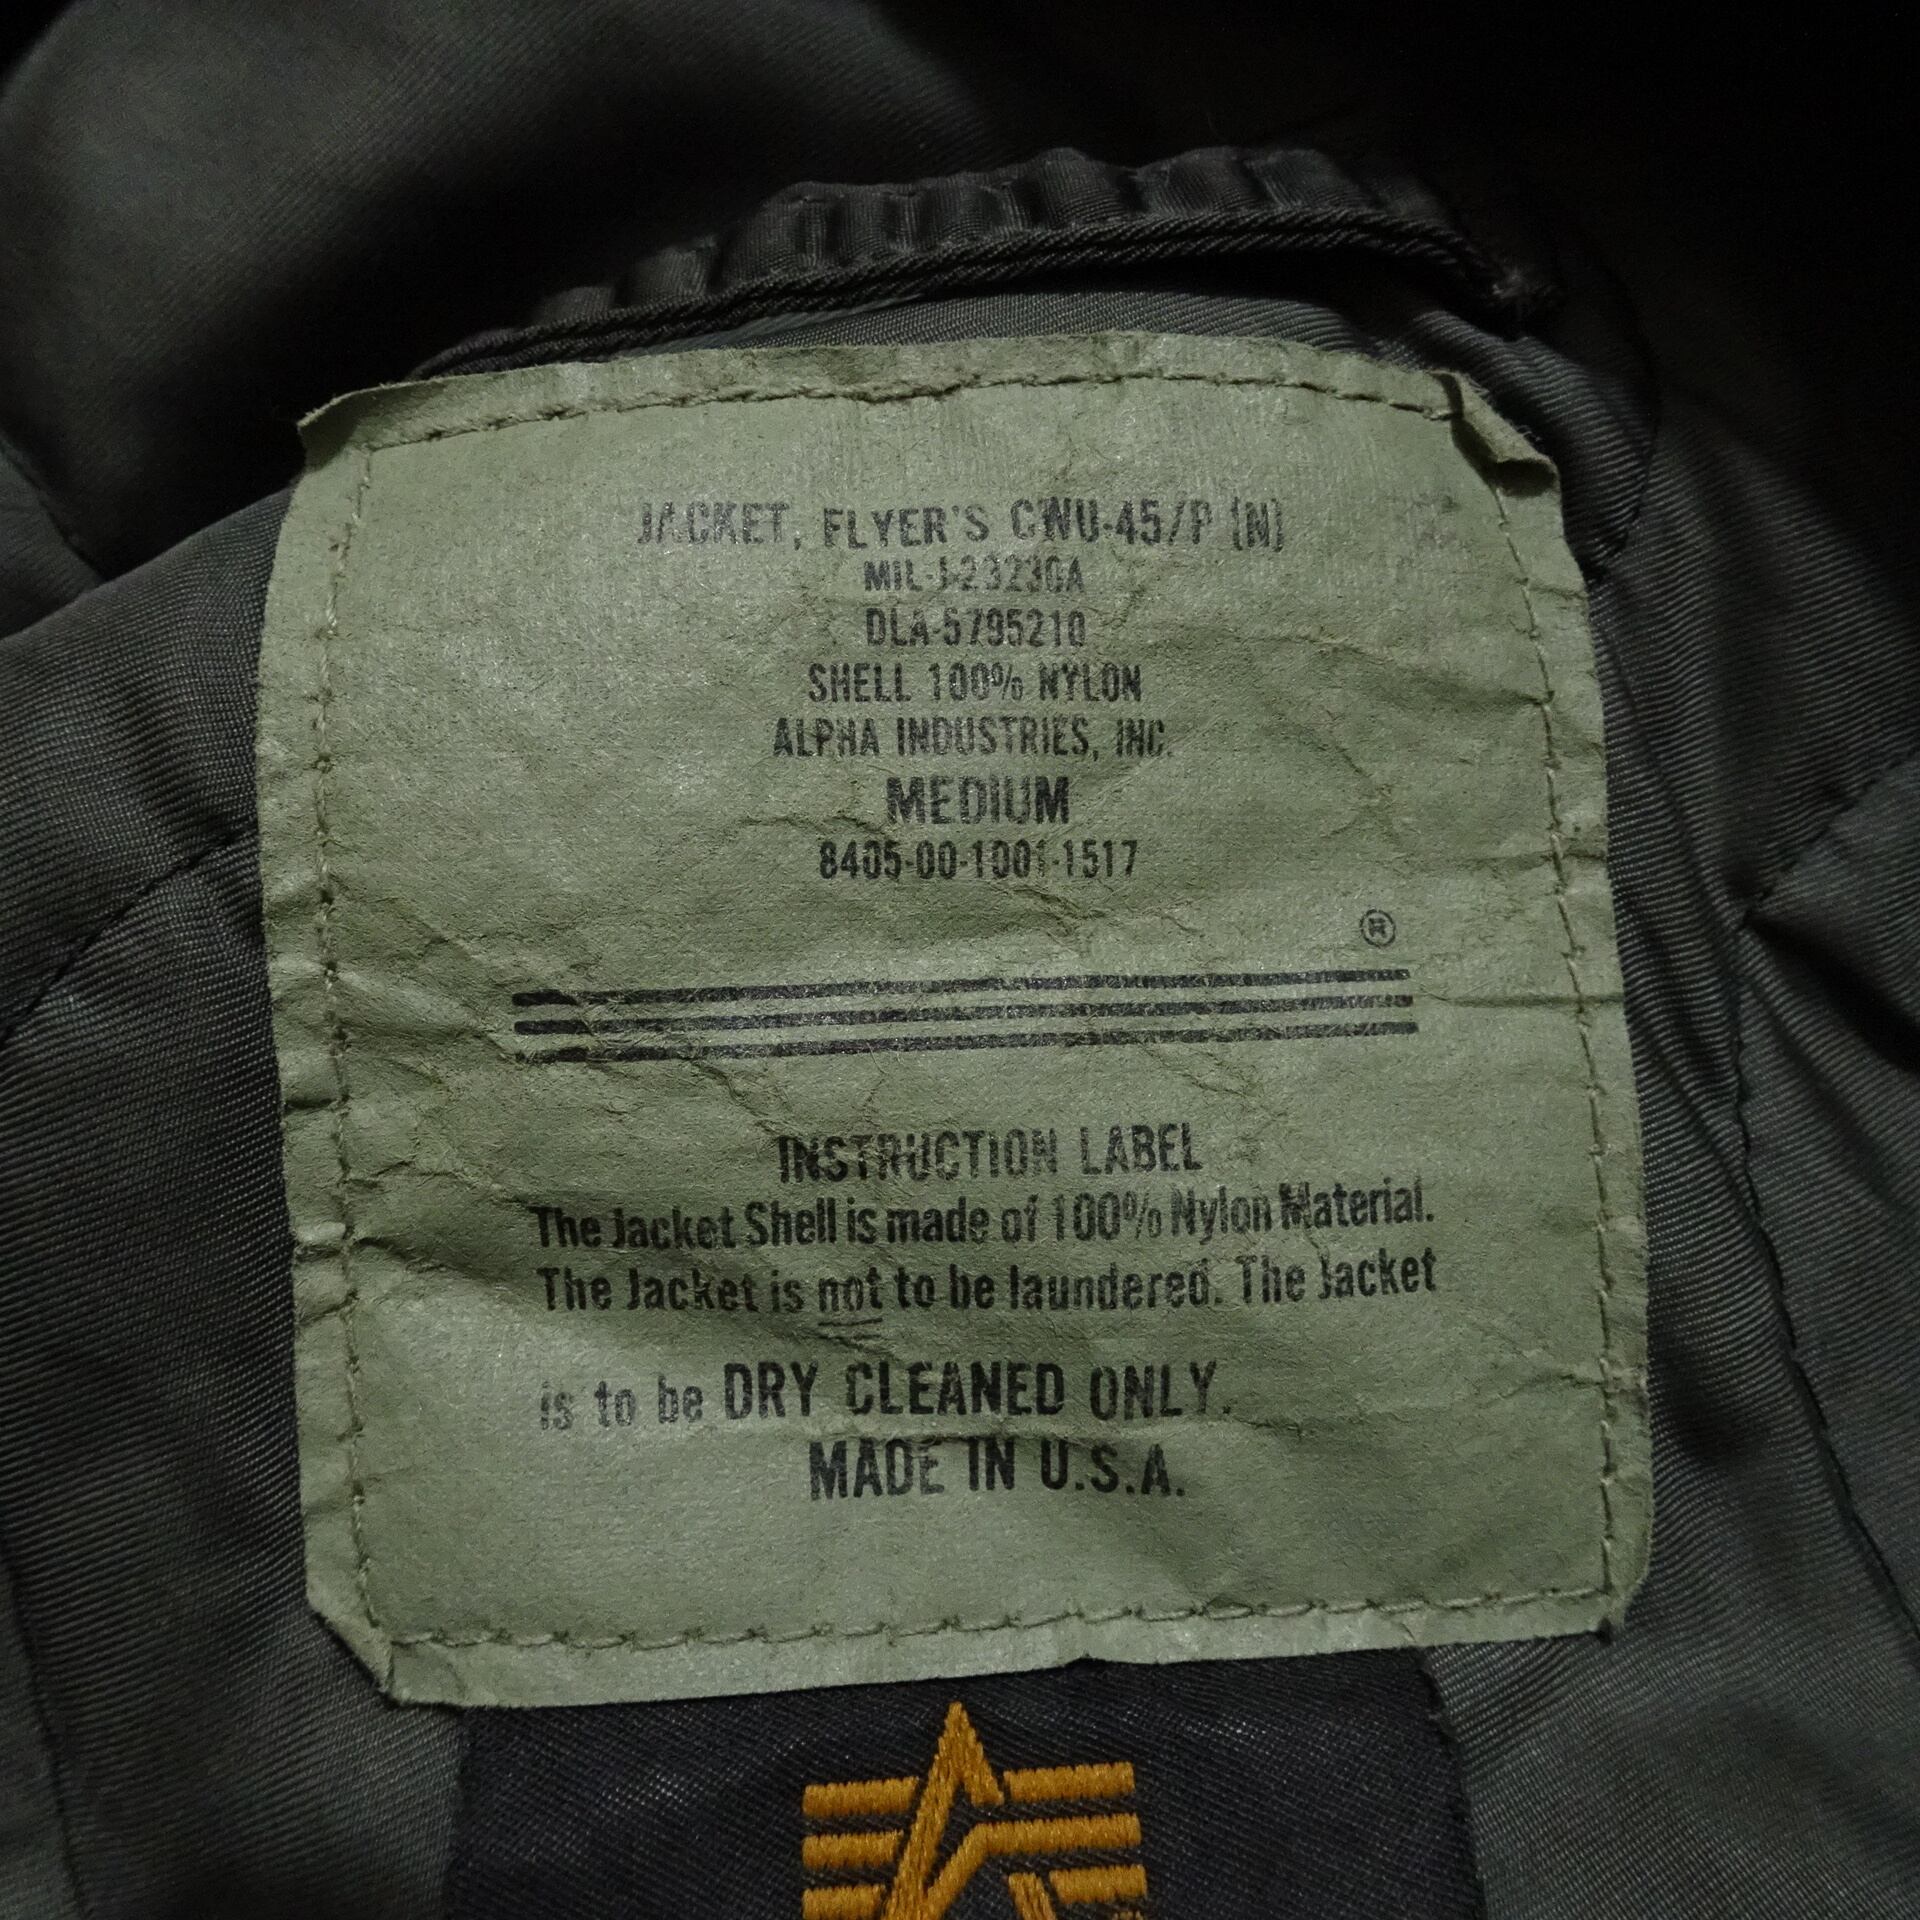 JACKET, FLYER'S CWU-45/P (N)
MIL-J-23230A
DLA-5795210
SHELL 100% NYLON
ALPHA INDUSTRIES, INC.
MEDIUM
8405-00-1001-1517
®
INSTRUCTION LABEL
The Jacket Shell is made of 100% Nylon Material.
The Jacket is not to be laundered. The Jacket
is to be DRY CLEANED ONLY.
MADE IN U.S.A.